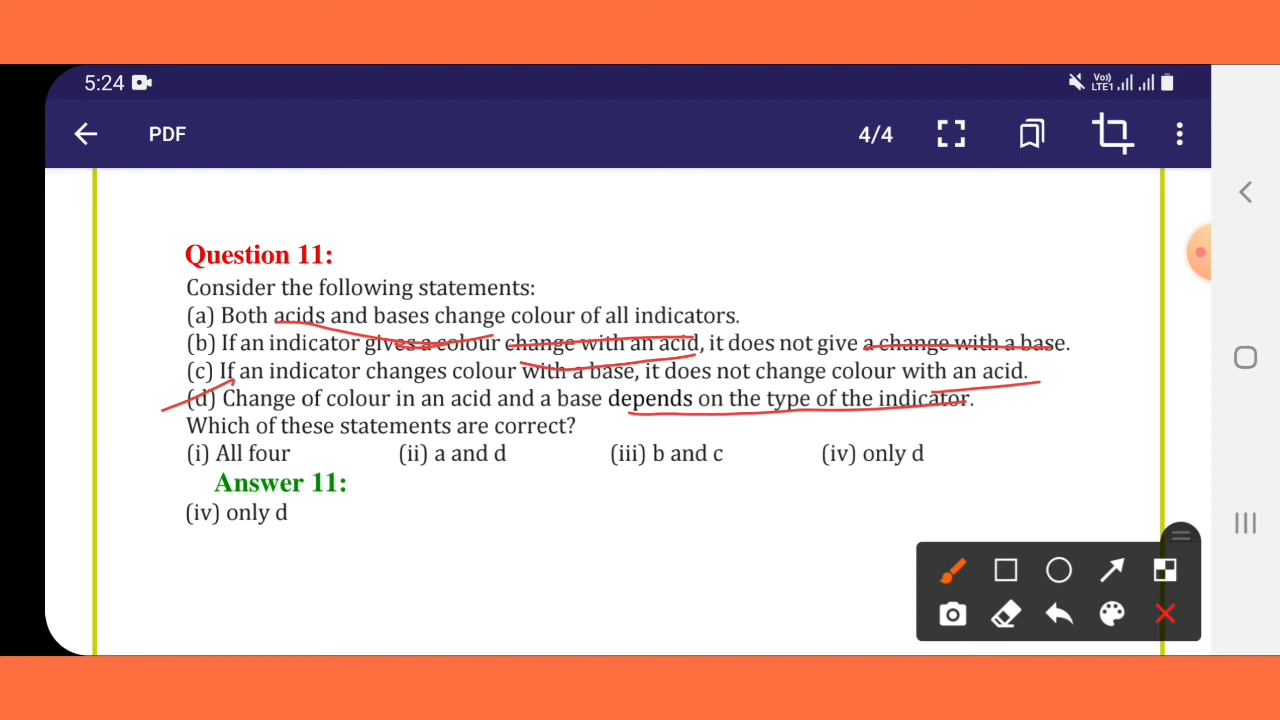 5:24
Vo)) LTE1
PDF
4/4
Question 11:
Consider the following statements:
(a) Both acids and bases change colour of all indicators.
(b) If an indicator gives a colour change with an acid, it does not give a change with a base.
(c) If an indicator changes colour with a base, it does not change colour with an acid.
(d) Change of colour in an acid and a base depends on the type of the indicator.
Which of these statements are correct?
(i) All four (ii) a and d (iii) b and c (iv) only d
Answer 11:
(iv) only d